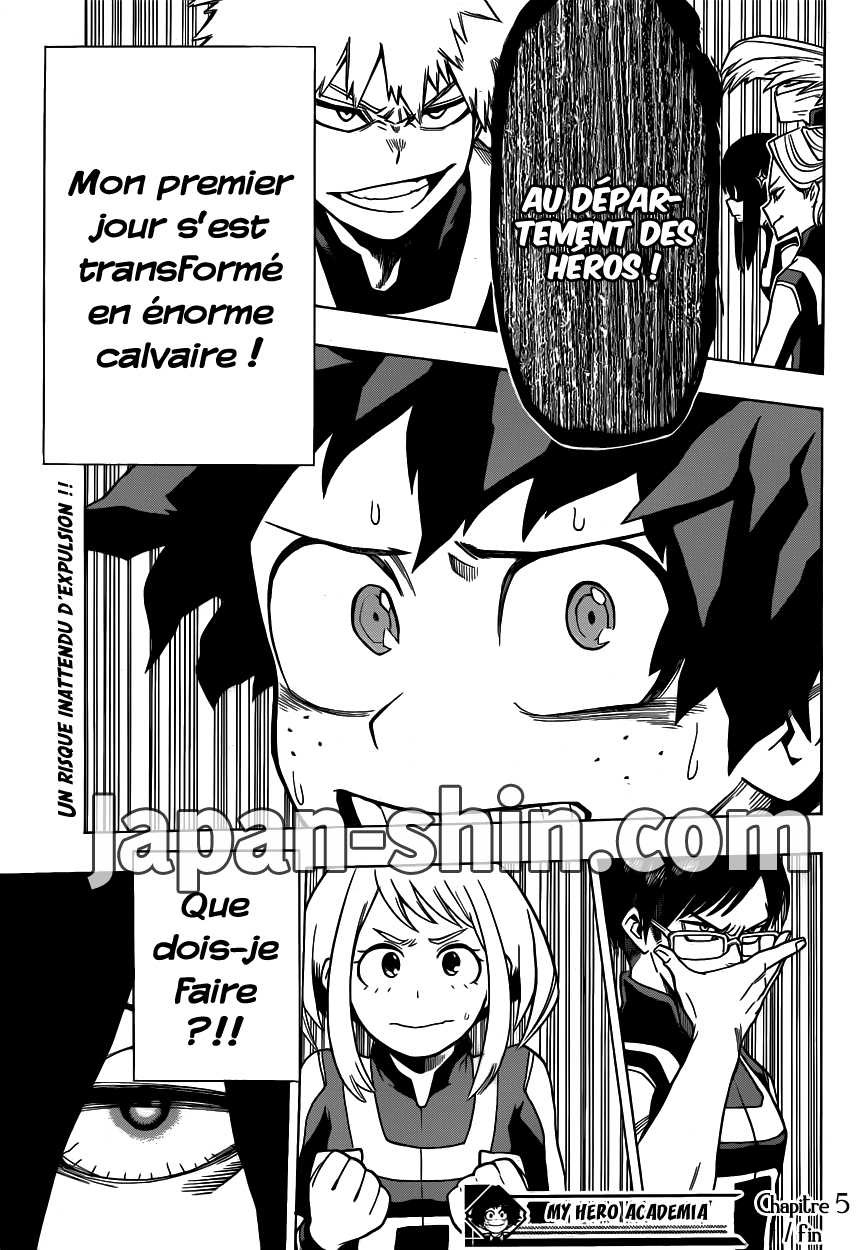 AU DÉPAR-
TEMENT DES
HÉROS !
Mon premier
jour s'est
transformé
en énorme
calvaire !
UN RISQUE INATTENDU D'EXPULSION !!
Japan-shin.com
Que
dois-je
faire
?!!
MY HERO ACADEMIA
Chapitre 5
/ fin